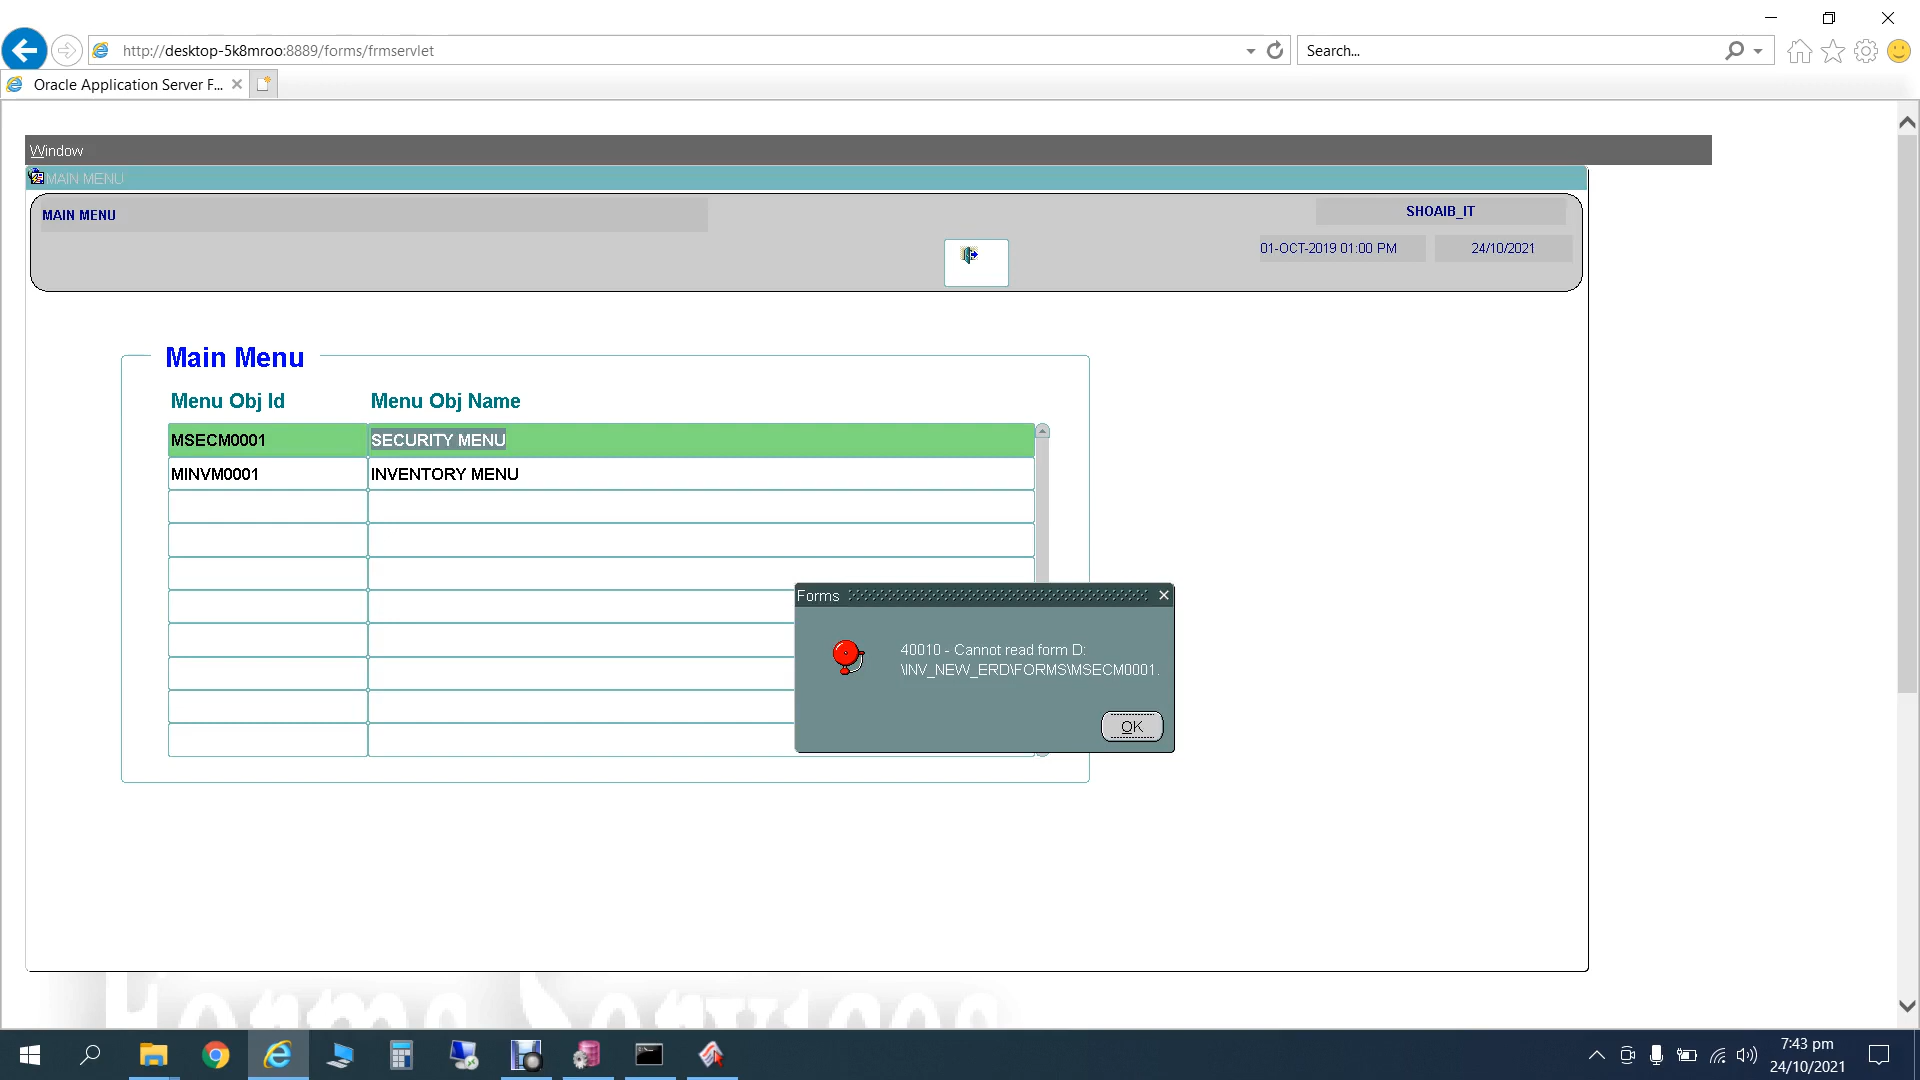 http://desktop-5k8mroo:8889/forms/frmservlet
Search...
Oracle Application Server F...
Window
MAIN MENU
MAIN MENU
SHOAIB_IT
01-OCT-2019 01:00 PM
24/10/2021
Main Menu
Menu Obj Id
Menu Obj Name
MSECM0001
SECURITY MENU
MINVM0001
INVENTORY MENU
Forms
40010 - Cannot read form D:
\INV_NEW_ERD\FORMS\MSECM0001.
OK
Forms Services
7:43 pm
24/10/2021